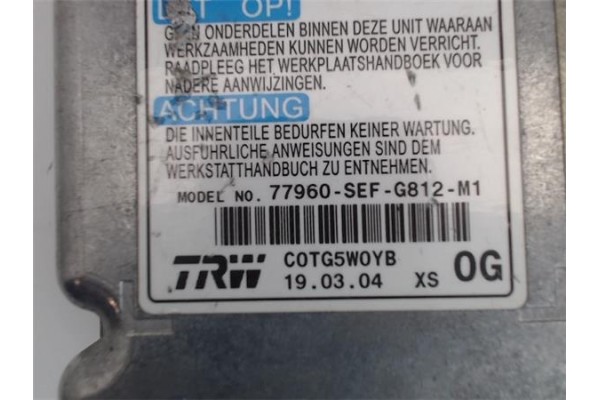 LET OP!
GEEN ONDERDELEN BINNEN DEZE UNIT WAARAAN
WERKZAAMHEDEN KUNNEN WORDEN VERRICHT.
RAADPLEEG HET WERKPLAATSHANDBOEK VOOR
NADERE AANWIJZINGEN.
ACHTUNG
DIE INNENTEILE BEDURFEN KEINER WARTUNG.
AUSFUHRLICHE ANWEISUNGEN SIND DEM
WERKSTATTHANDBUCH ZU ENTNEHMEN.
MODEL NO. 77960-SEF-G812-M1
TRW C0TG5W0YB
19.03.04 XS 0G